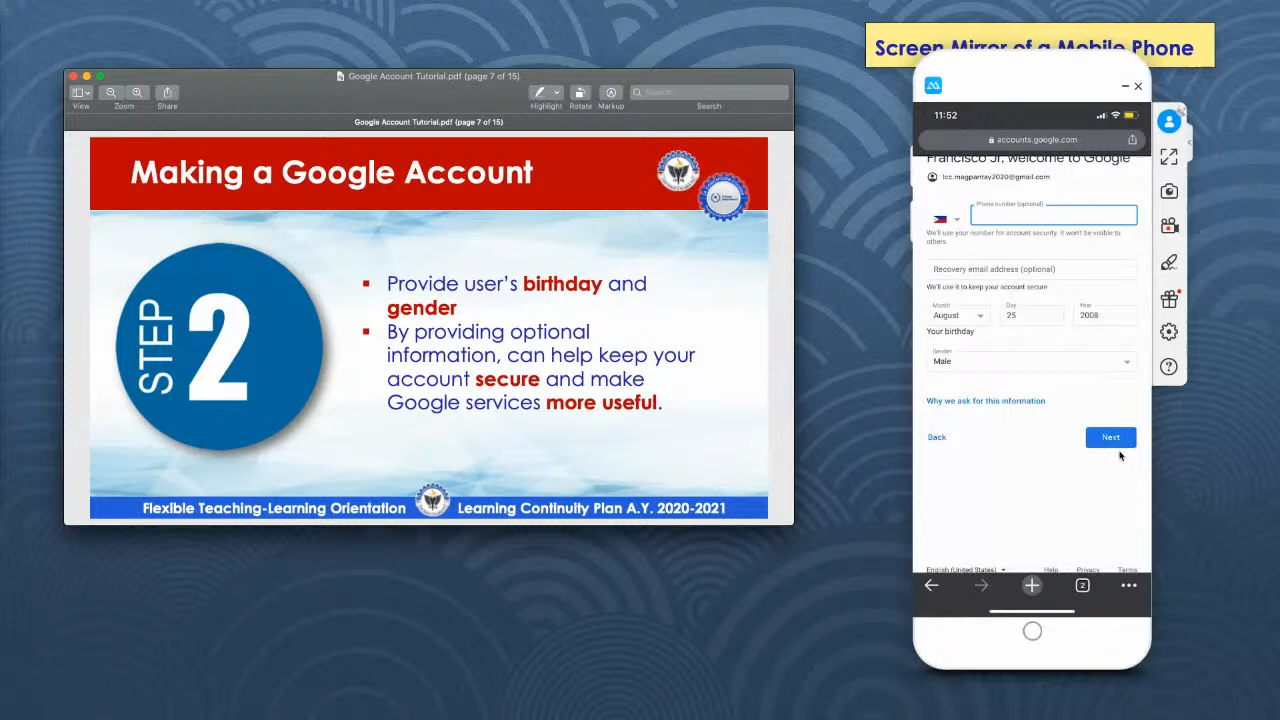 Screen Mirror of a Mobile Phone
Google Account Tutorial.pdf (page 7 of 15)
View
Zoom
Share
Highlight
Rotate
Markup
Search
Search
Google Account Tutorial.pdf (page 7 of 15)
Making a Google Account
STEP 2
Provide user's birthday and
gender
By providing optional
information, can help keep your
account secure and make
Google services more useful.
Flexible Teaching-Learning Orientation
Learning Continuity Plan A.Y. 2020-2021
11:52
accounts.google.com
Francisco Jr, welcome to Google
lcc.magpantay2020@gmail.com
Phone number (optional)
We'll use your number for account security. It won't be visible to
others.
Recovery email address (optional)
We'll use it to keep your account secure
Month
Day
Year
August
25
2008
Your birthday
Gender
Male
Why we ask for this information
Back
Next
English (United States)
Help
Privacy
Terms
2